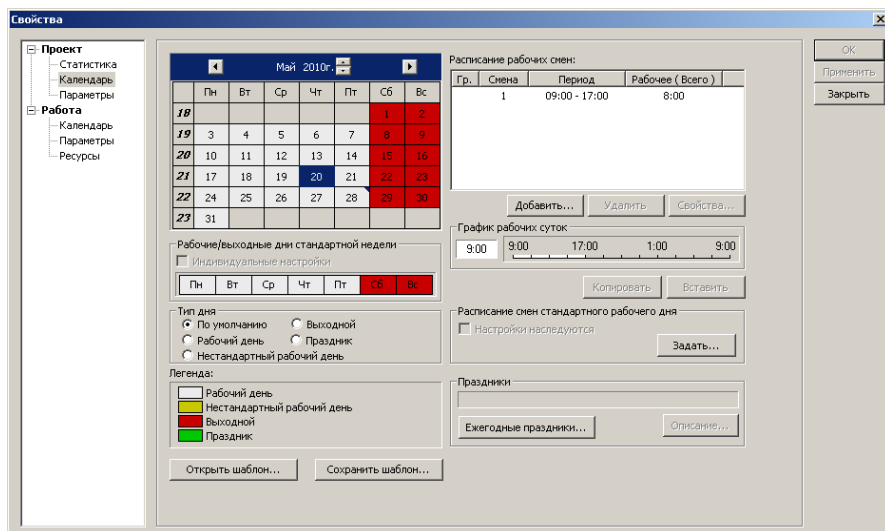 Свойства
Проект
Статистика
Календарь
Параметры
Работа
Календарь
Параметры
Ресурсы
Май 2010г.
Пн Вт Ср Чт Пт Сб Вс
18 1 2
19 3 4 5 6 7 8 9
20 10 11 12 13 14 15 16
21 17 18 19 20 21 22 23
22 24 25 26 27 28 29 30
23 31
Рабочие/выходные дни стандартной недели
Индивидуальные настройки
Пн Вт Ср Чт Пт Сб Вс
Тип дня
По умолчанию Выходной
Рабочий день Праздник
Нестандартный рабочий день
Легенда:
Рабочий день
Нестандартный рабочий день
Выходной
Праздник
Открыть шаблон... Сохранить шаблон...
Расписание рабочих смен:
Гр. Смена Период Рабочее ( Всего )
1 09:00 - 17:00 8:00
Добавить... Удалить Свойства...
График рабочих суток
9:00 9:00 17:00 1:00 9:00
Копировать Вставить
Расписание смен стандартного рабочего дня
Настройки наследуются
Задать...
Праздники
Ежегодные праздники... Описание...
ОК
Применить
Закрыть